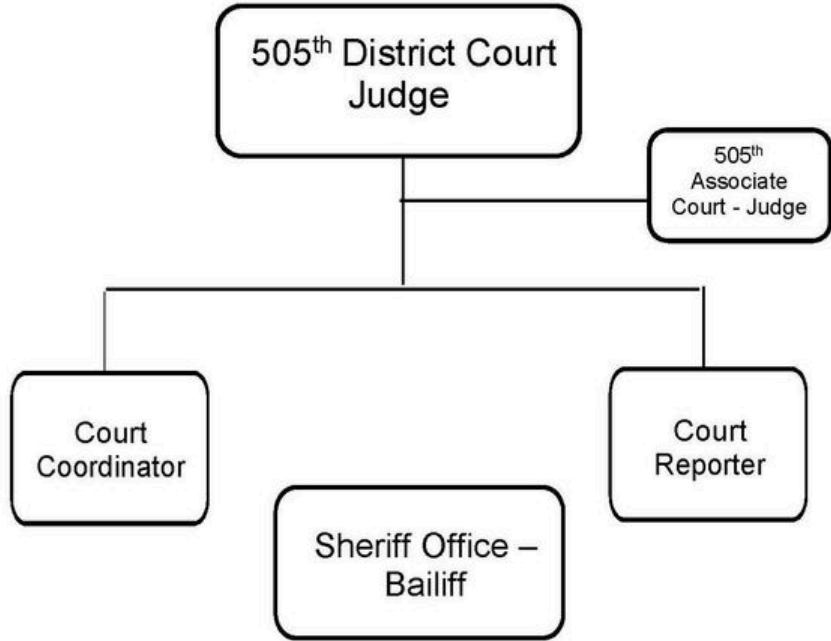 505th District Court
Judge
505th
Associate
Court - Judge
Court
Coordinator
Court
Reporter
Sheriff Office –
Bailiff